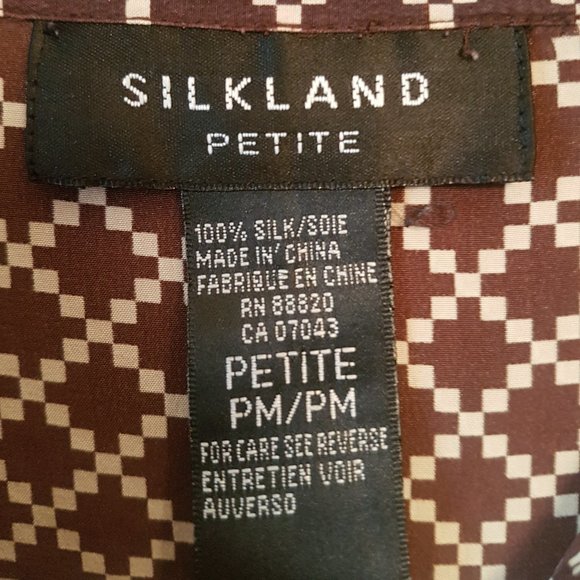 SILKLAND
PETITE
100% SILK/SOIE
MADE IN CHINA
FABRIQUE EN CHINE
RN 88820
CA 07043
PETITE
PM/PM
FOR CARE SEE REVERSE
ENTRETIEN VOIR
AUVERSO